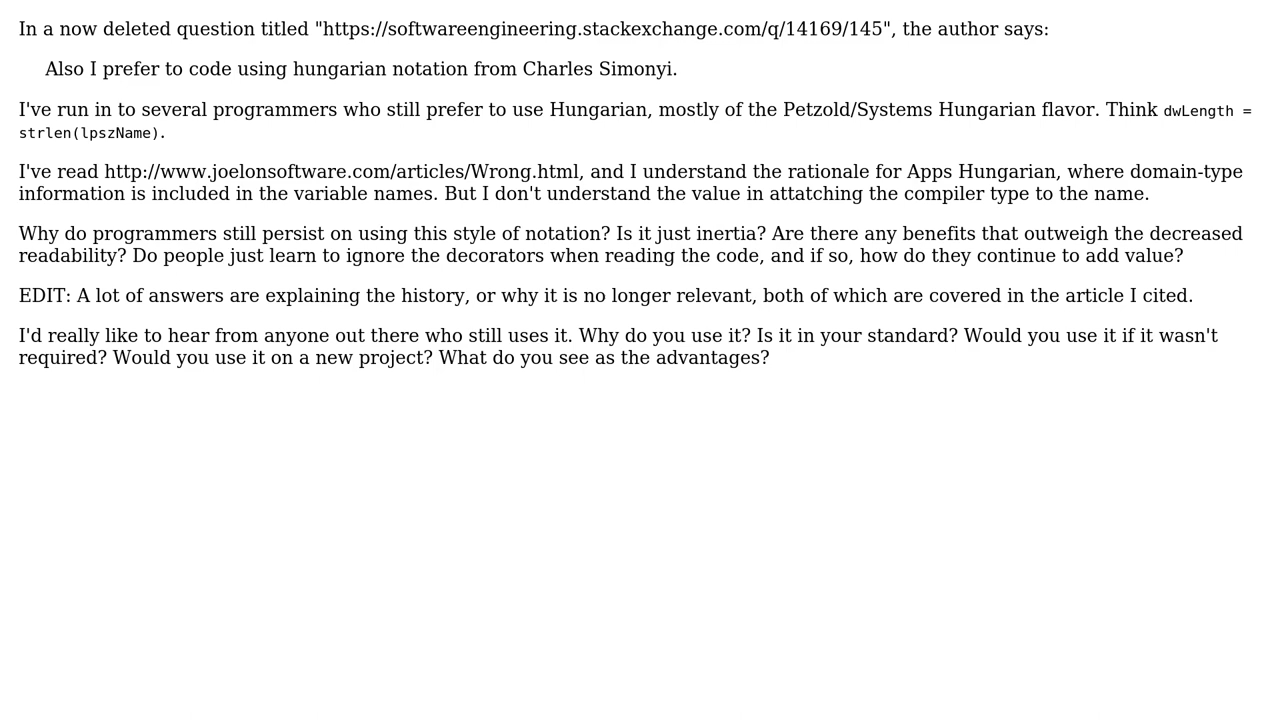 In a now deleted question titled "https://softwareengineering.stackexchange.com/q/14169/145", the author says:
Also I prefer to code using hungarian notation from Charles Simonyi.
I've run in to several programmers who still prefer to use Hungarian, mostly of the Petzold/Systems Hungarian flavor. Think dwLength =
strlen(lpszName).
I've read http://www.joelonsoftware.com/articles/Wrong.html, and I understand the rationale for Apps Hungarian, where domain-type
information is included in the variable names. But I don't understand the value in attatching the compiler type to the name.
Why do programmers still persist on using this style of notation? Is it just inertia? Are there any benefits that outweigh the decreased
readability? Do people just learn to ignore the decorators when reading the code, and if so, how do they continue to add value?
EDIT: A lot of answers are explaining the history, or why it is no longer relevant, both of which are covered in the article I cited.
I'd really like to hear from anyone out there who still uses it. Why do you use it? Is it in your standard? Would you use it if it wasn't
required? Would you use it on a new project? What do you see as the advantages?